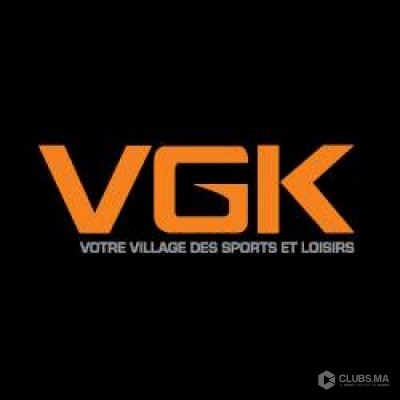 VGK
VOTRE VILLAGE DES SPORTS ET LOISIRS
CLUBS.MA